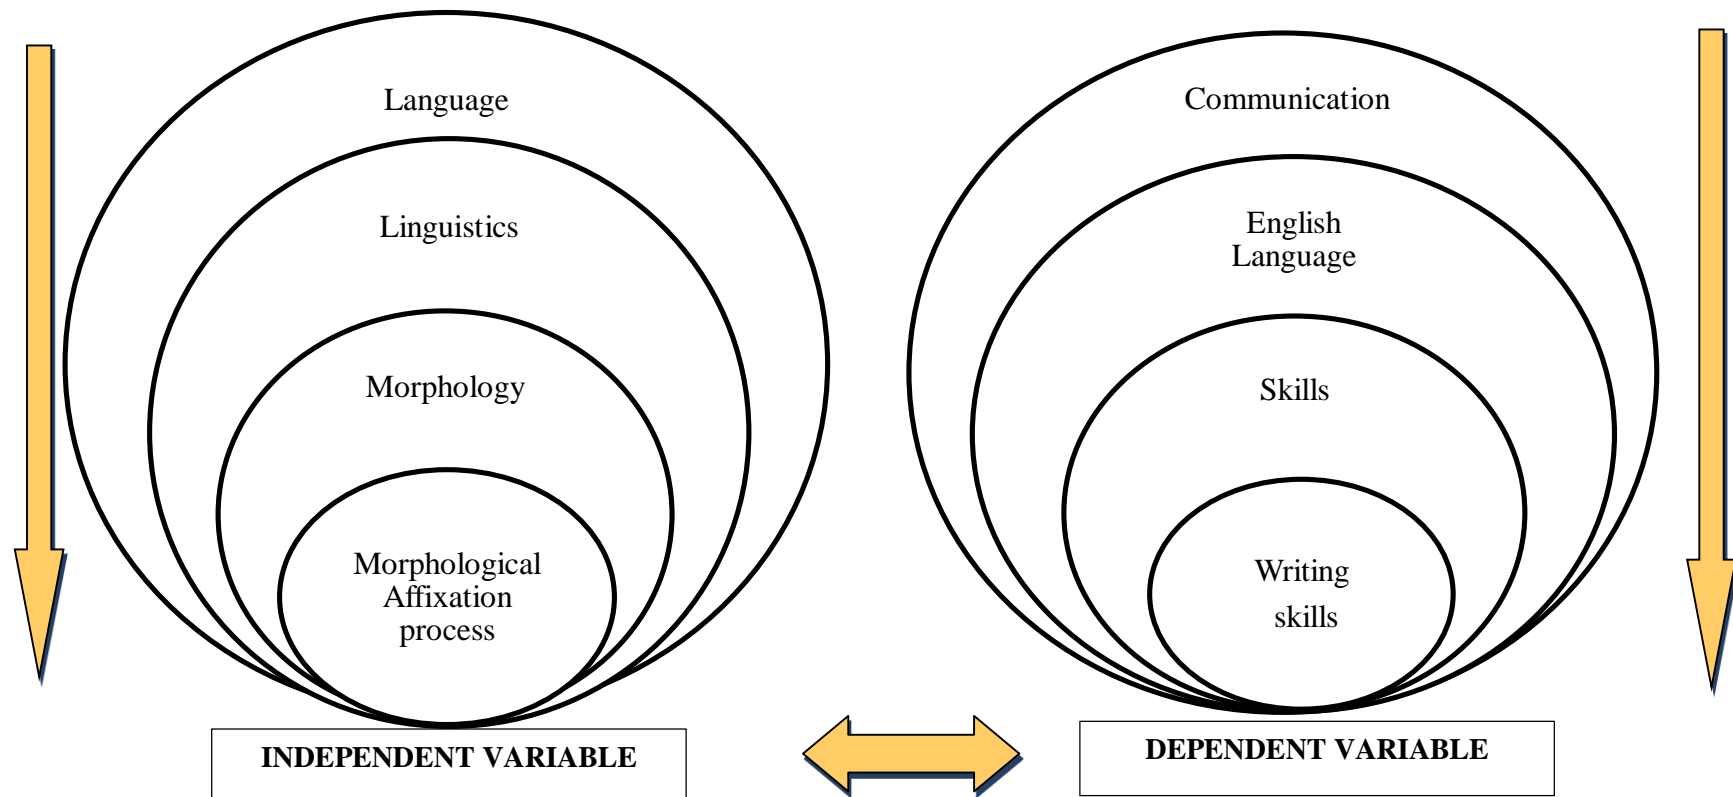 Language
Linguistics
Morphology
Morphological
Affixation
process
INDEPENDENT VARIABLE
Communication
English
Language
Skills
Writing
skills
DEPENDENT VARIABLE